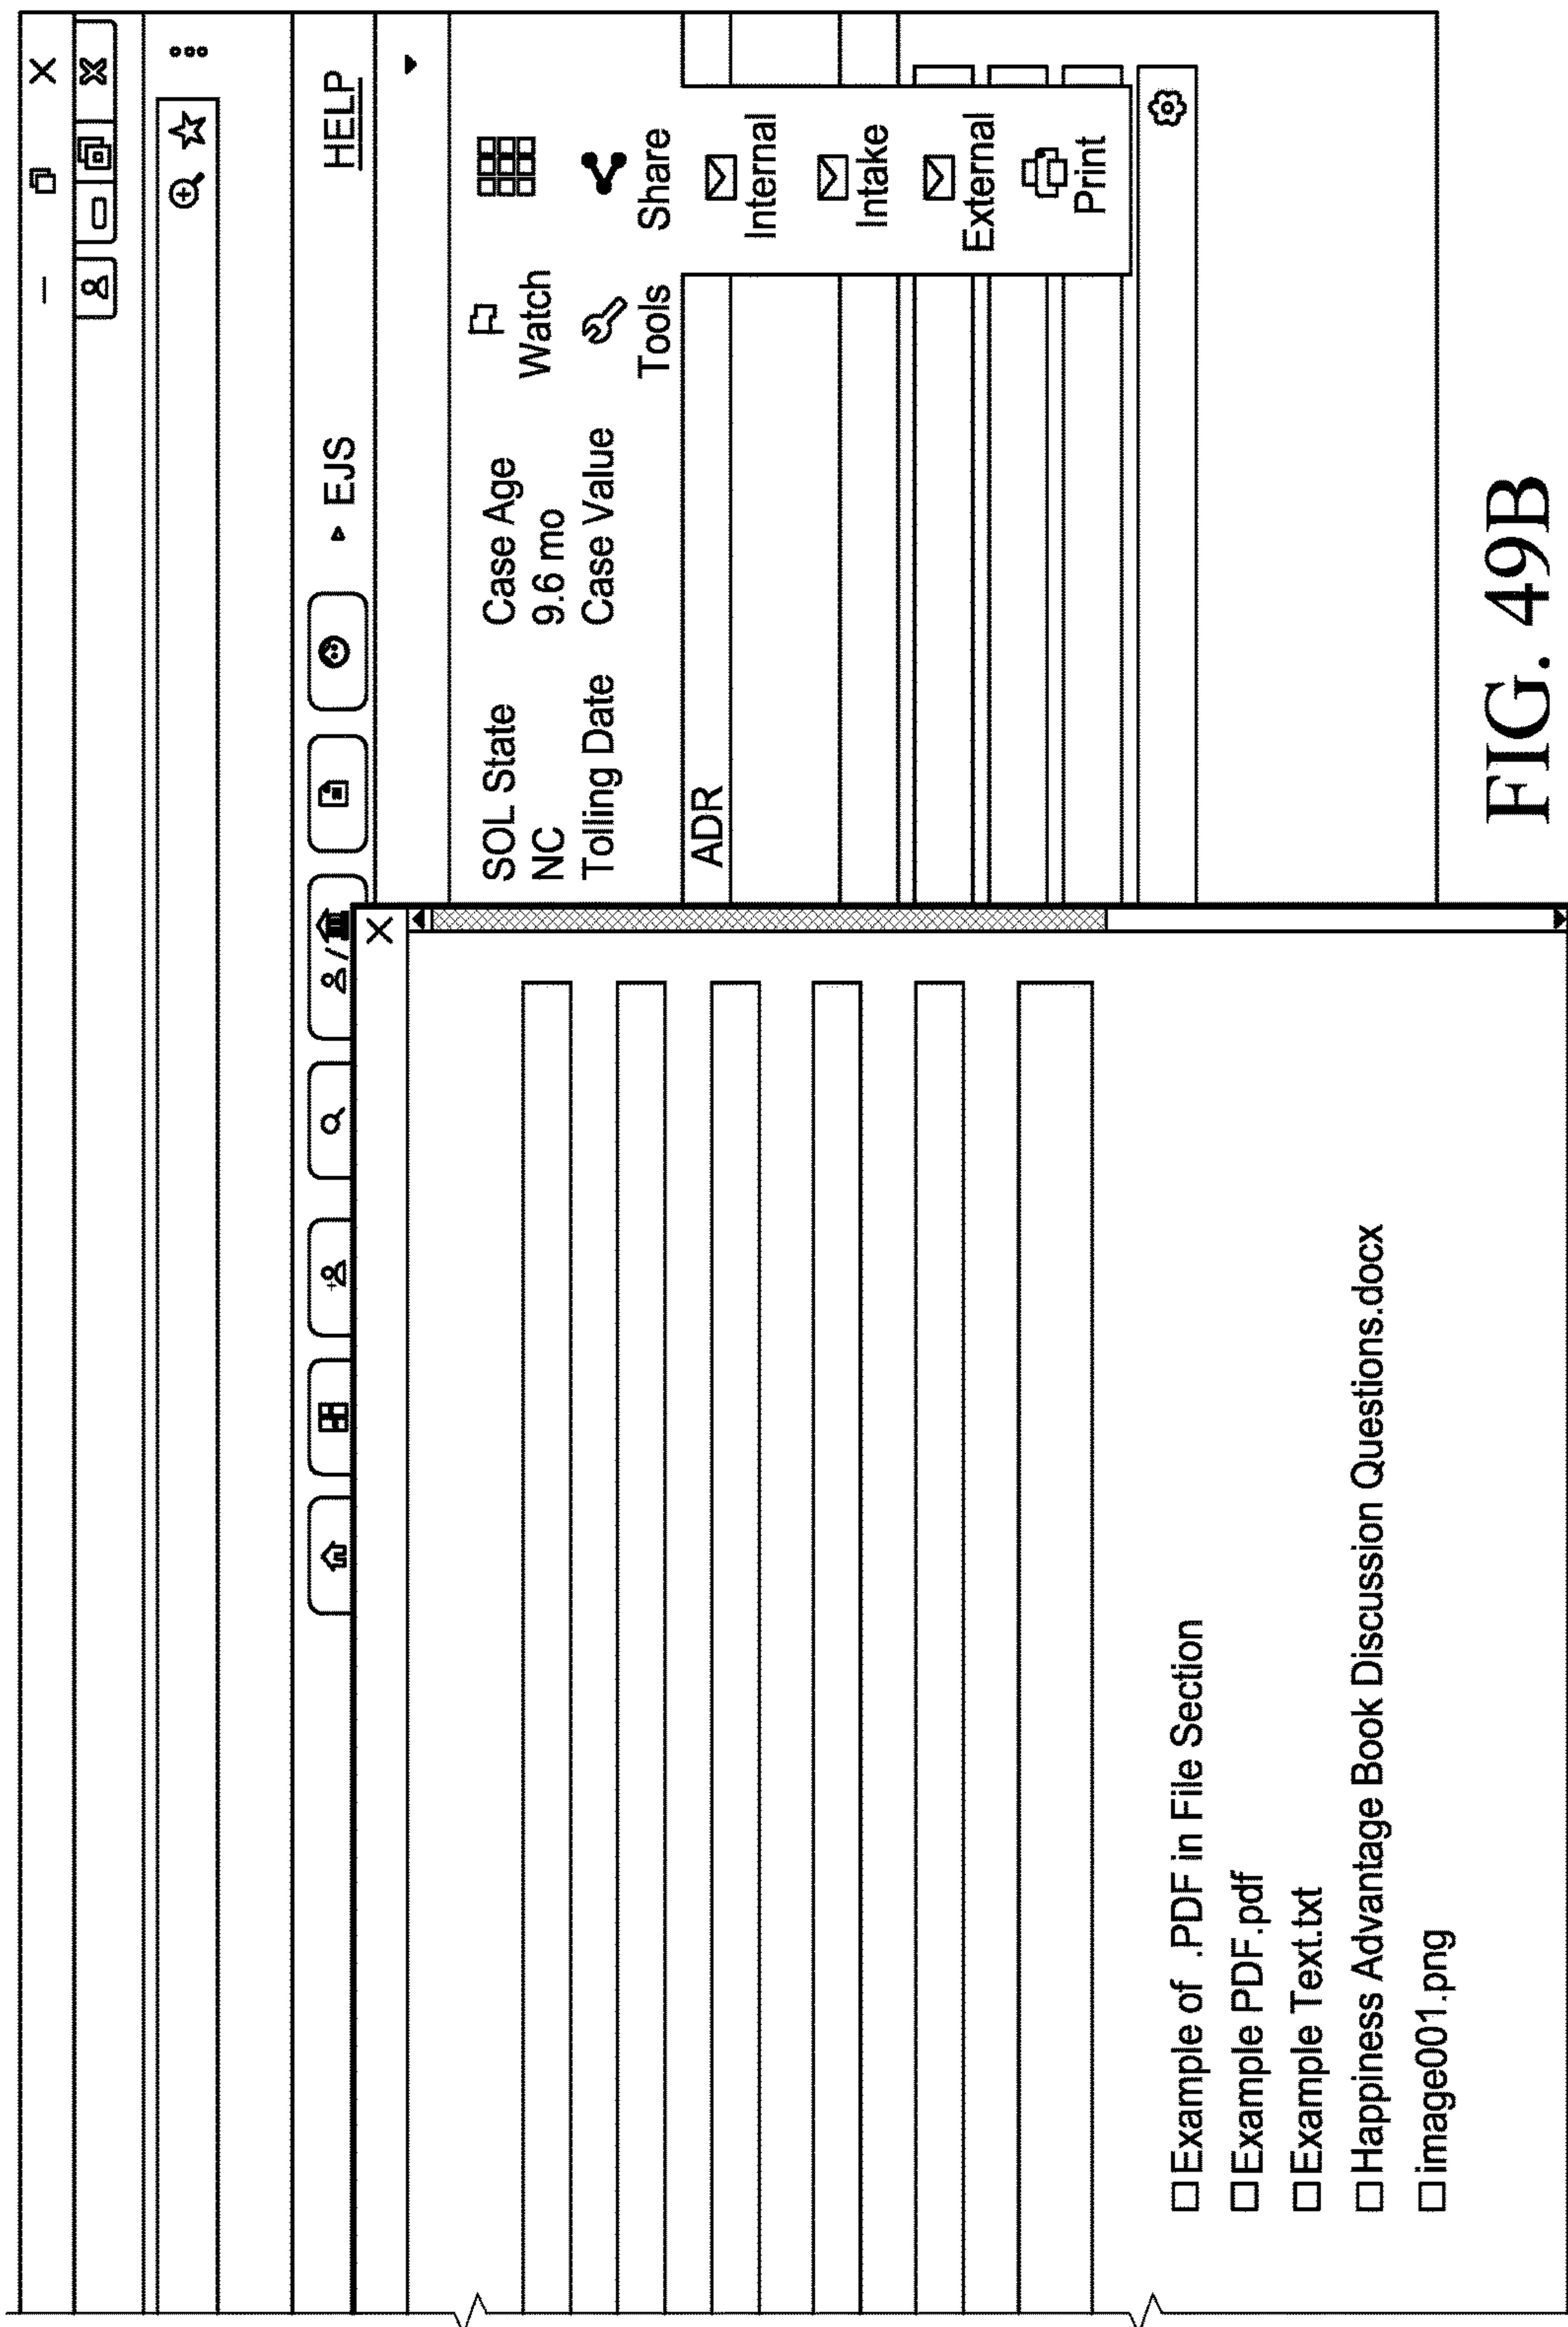 HELP
EJS
SOL State Case Age Watch
NC 9.6 mo
Tolling Date Case Value Tools Share
ADR
Internal
Intake
External
Print
Example of .PDF in File Section
Example PDF.pdf
Example Text.txt
Happiness Advantage Book Discussion Questions.docx
image001.png
FIG. 49B